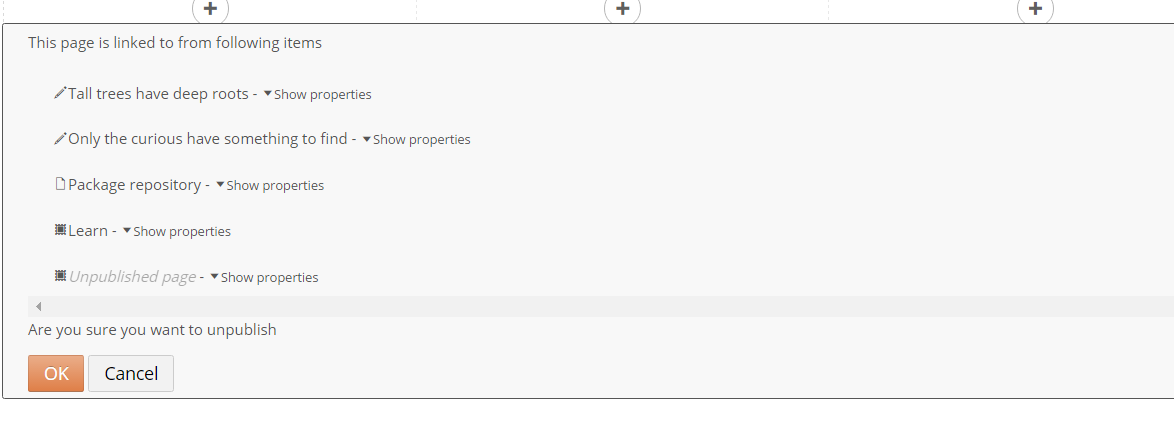 This page is linked to from following items
Tall trees have deep roots - Show properties
Only the curious have something to find - Show properties
Package repository - Show properties
Learn - Show properties
Unpublished page - Show properties
Are you sure you want to unpublish
OK Cancel